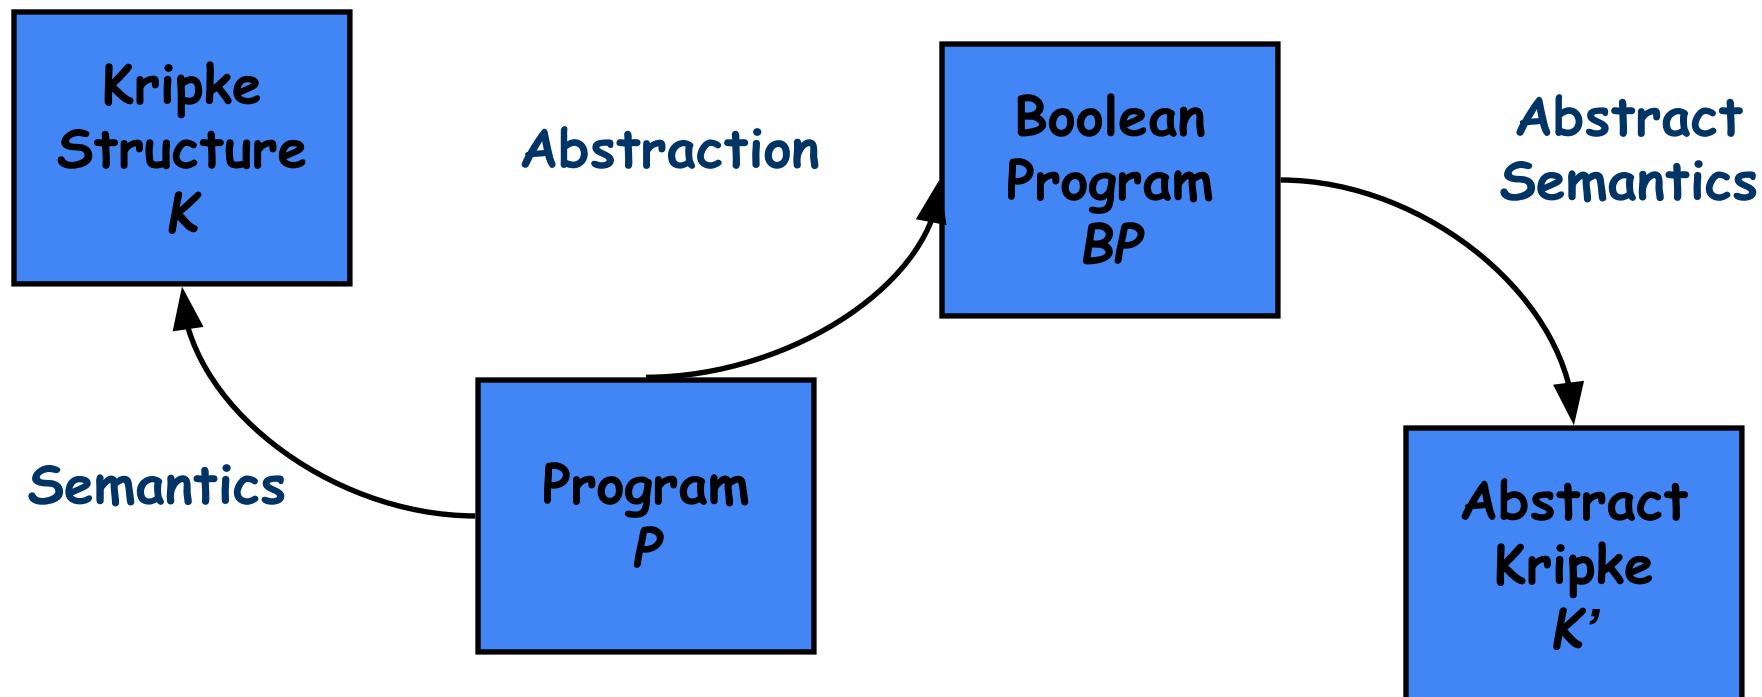 Kripke
Structure
K
Abstraction
Boolean
Program
BP
Abstract
Semantics
Semantics
Program
P
Abstract
Kripke
K’